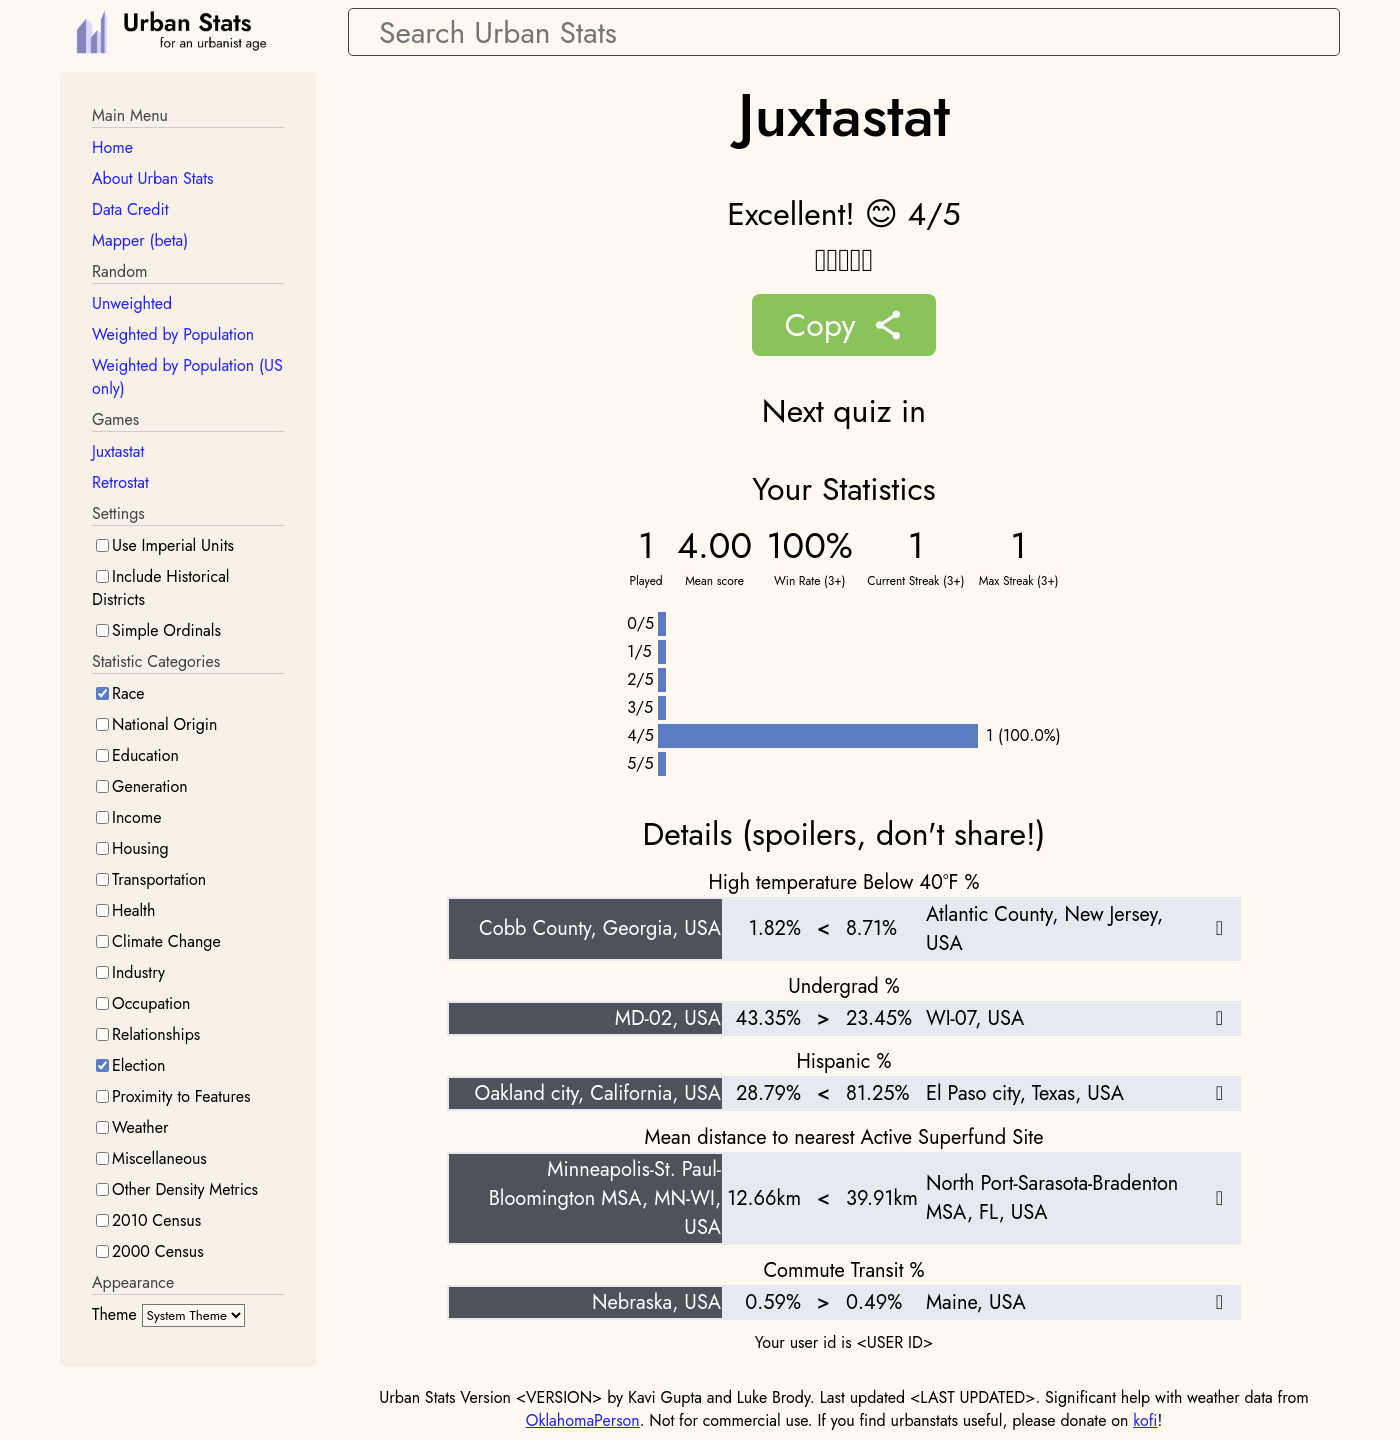 Urban Stats
for an urbanist age
Search Urban Stats
Main Menu
Home
About Urban Stats
Data Credit
Mapper (beta)
Random
Unweighted
Weighted by Population
Weighted by Population (US
only)
Games
Juxtastat
Retrostat
Settings
Use Imperial Units
Include Historical
Districts
Simple Ordinals
Statistic Categories
Race
National Origin
Education
Generation
Income
Housing
Transportation
Health
Climate Change
Industry
Occupation
Relationships
Election
Proximity to Features
Weather
Miscellaneous
Other Density Metrics
2010 Census
2000 Census
Appearance
Theme System Theme
Juxtastat
Excellent! 😊 4/5
Copy
Next quiz in
Your Statistics
1 4.00 100% 1 1
Played Mean score Win Rate (3+) Current Streak (3+) Max Streak (3+)
0/5
1/5
2/5
3/5
4/5 1 (100.0%)
5/5
Details (spoilers, don't share!)
High temperature Below 40°F %
Cobb County, Georgia, USA 1.82% < 8.71% Atlantic County, New Jersey,
USA
Undergrad %
MD-02, USA 43.35% > 23.45% WI-07, USA
Hispanic %
Oakland city, California, USA 28.79% < 81.25% El Paso city, Texas, USA
Mean distance to nearest Active Superfund Site
Minneapolis-St. Paul-
Bloomington MSA, MN-WI,
USA
12.66km < 39.91km
North Port-Sarasota-Bradenton
MSA, FL, USA
Commute Transit %
Nebraska, USA 0.59% > 0.49% Maine, USA
Your user id is <USER ID>
Urban Stats Version <VERSION> by Kavi Gupta and Luke Brody. Last updated <LAST UPDATED>. Significant help with weather data from
OklahomaPerson. Not for commercial use. If you find urbanstats useful, please donate on kofi!